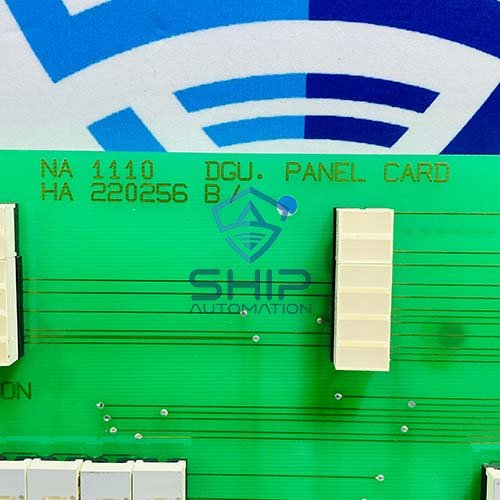 NA 1110 DGU. PANEL CARD
HA 220256 B/
SHIP
AUTOMATION
ON